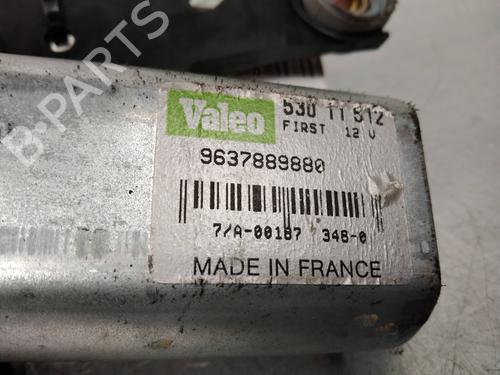 Valeo 530 11 512
FIRST 12 V
9637889880
7/A-00187 348-0
MADE IN FRANCE
B-PARTS